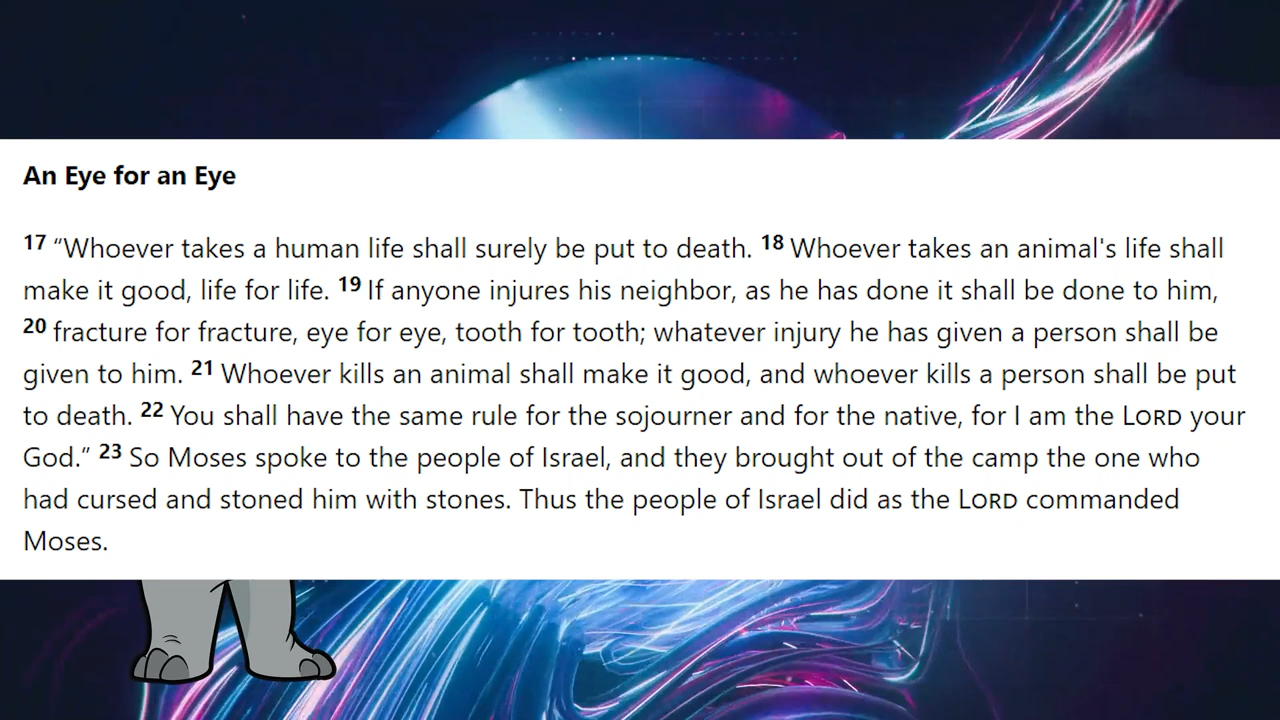 An Eye for an Eye
17 “Whoever takes a human life shall surely be put to death. 18 Whoever takes an animal's life shall
make it good, life for life. 19 If anyone injures his neighbor, as he has done it shall be done to him,
20 fracture for fracture, eye for eye, tooth for tooth; whatever injury he has given a person shall be
given to him. 21 Whoever kills an animal shall make it good, and whoever kills a person shall be put
to death. 22 You shall have the same rule for the sojourner and for the native, for I am the LORD your
God.” 23 So Moses spoke to the people of Israel, and they brought out of the camp the one who
had cursed and stoned him with stones. Thus the people of Israel did as the LORD commanded
Moses.